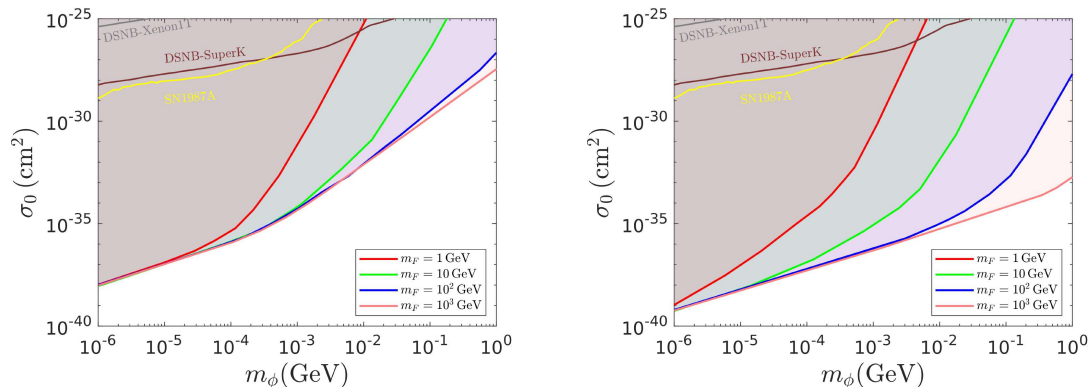 10^-25
10^-30
10^-35
10^-40
σ_0 (cm^2)
DSNB-Xenon1T
DSNB-SuperK
SN1987A
m_F = 1 GeV
m_F = 10 GeV
m_F = 10^2 GeV
m_F = 10^3 GeV
10^-6 10^-5 10^-4 10^-3 10^-2 10^-1 10^0
m_ϕ(GeV)
10^-25
10^-30
10^-35
10^-40
σ_0 (cm^2)
DSNB-Xenon1T
DSNB-SuperK
SN1987A
m_F = 1 GeV
m_F = 10 GeV
m_F = 10^2 GeV
m_F = 10^3 GeV
10^-6 10^-5 10^-4 10^-3 10^-2 10^-1 10^0
m_ϕ(GeV)